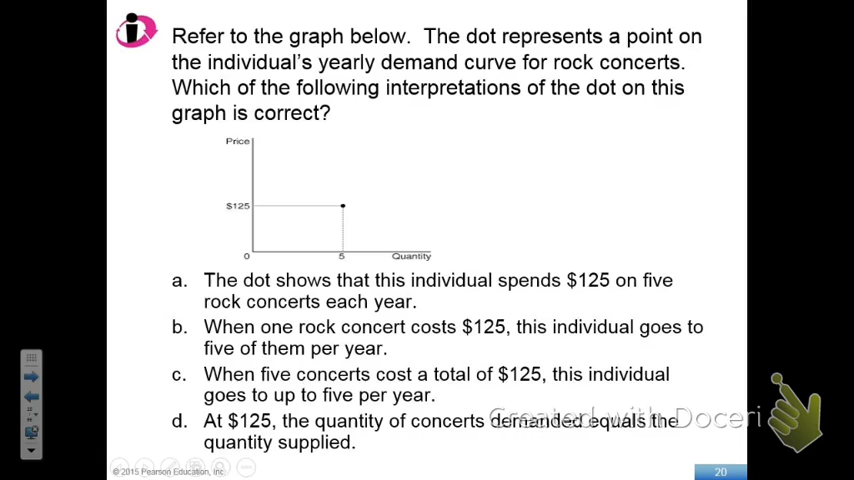 Refer to the graph below. The dot represents a point on
the individual's yearly demand curve for rock concerts.
Which of the following interpretations of the dot on this
graph is correct?
Price
$125
0
5
Quantity
a. The dot shows that this individual spends $125 on five
rock concerts each year.
b. When one rock concert costs $125, this individual goes to
five of them per year.
c. When five concerts cost a total of $125, this individual
goes to up to five per year.
d. At $125, the quantity of concerts demanded equals the
quantity supplied.
Created with Doceri
© 2015 Pearson Education, Inc.
20